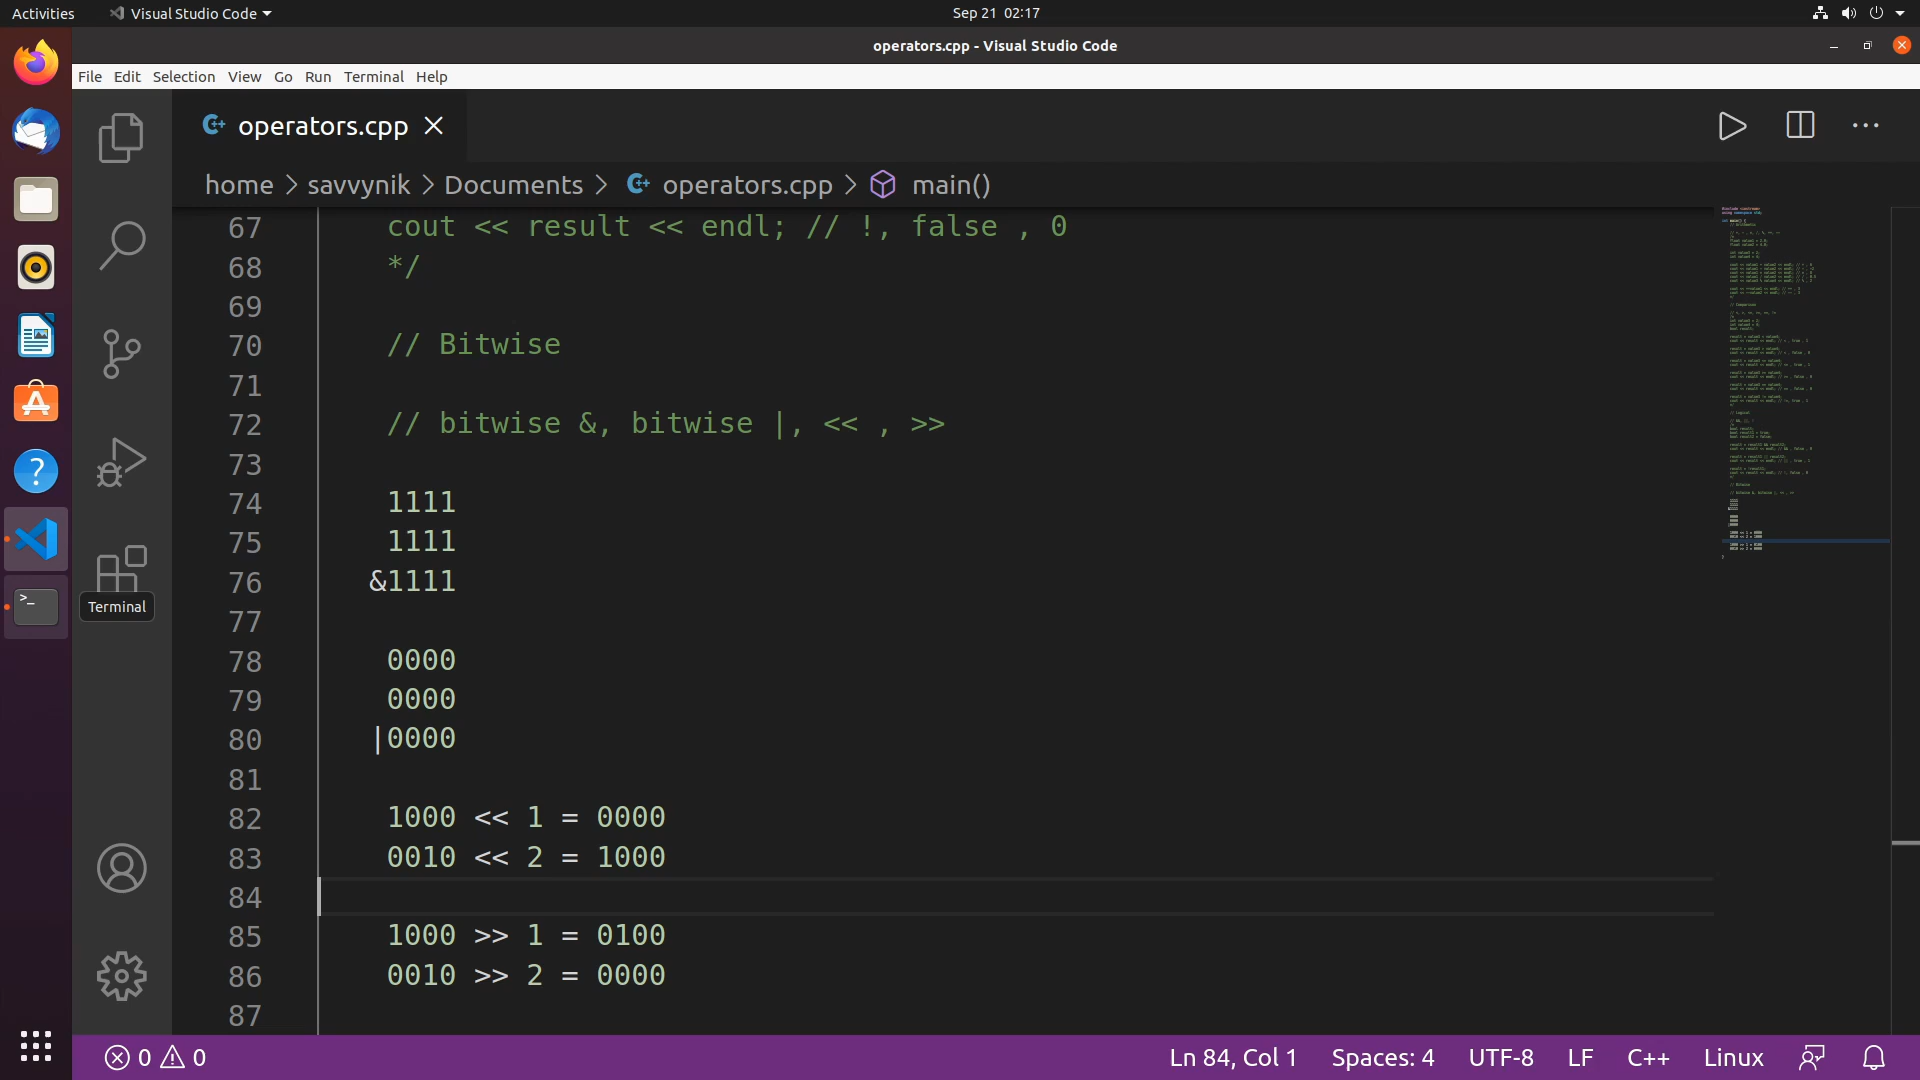 Activities Visual Studio Code Sep 21 02:17
operators.cpp - Visual Studio Code
File Edit Selection View Go Run Terminal Help
operators.cpp
home > savvynik > Documents > operators.cpp > main()
67 cout << result << endl; // !, false , 0
68 */
69
70 // Bitwise
71
72 // bitwise &, bitwise |, << , >>
73
74 1111
75 1111
76 &1111
77
78 0000
79 0000
80 |0000
81
82 1000 << 1 = 0000
83 0010 << 2 = 1000
84
85 1000 >> 1 = 0100
86 0010 >> 2 = 0000
87
Terminal
0 0 Ln 84, Col 1 Spaces: 4 UTF-8 LF C++ Linux